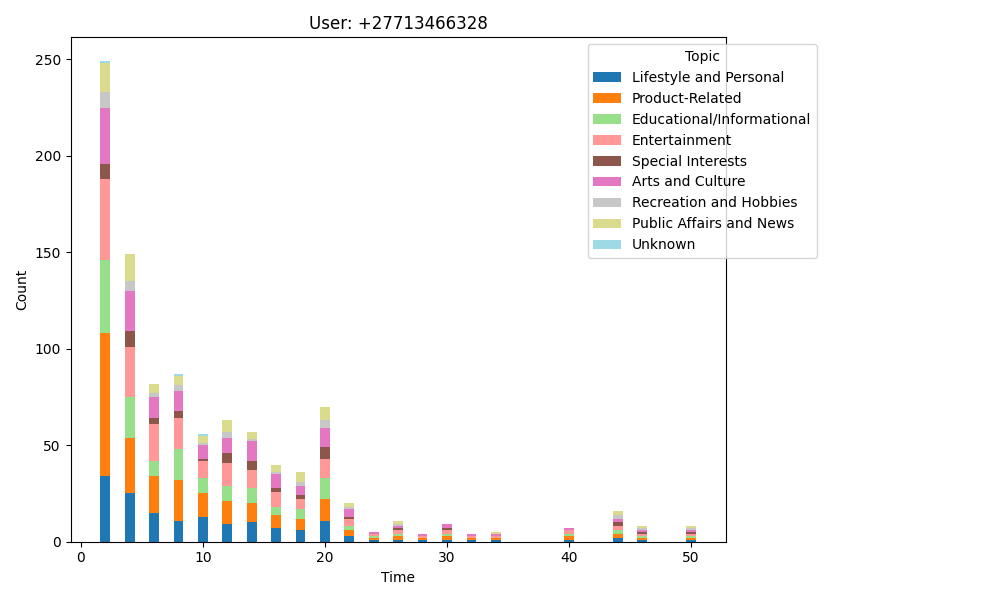 User: +27713466328
Topic
Lifestyle and Personal
Product-Related
Educational/Informational
Entertainment
Special Interests
Arts and Culture
Recreation and Hobbies
Public Affairs and News
Unknown
Count
250
200
150
100
50
0
0 10 20 30 40 50
Time